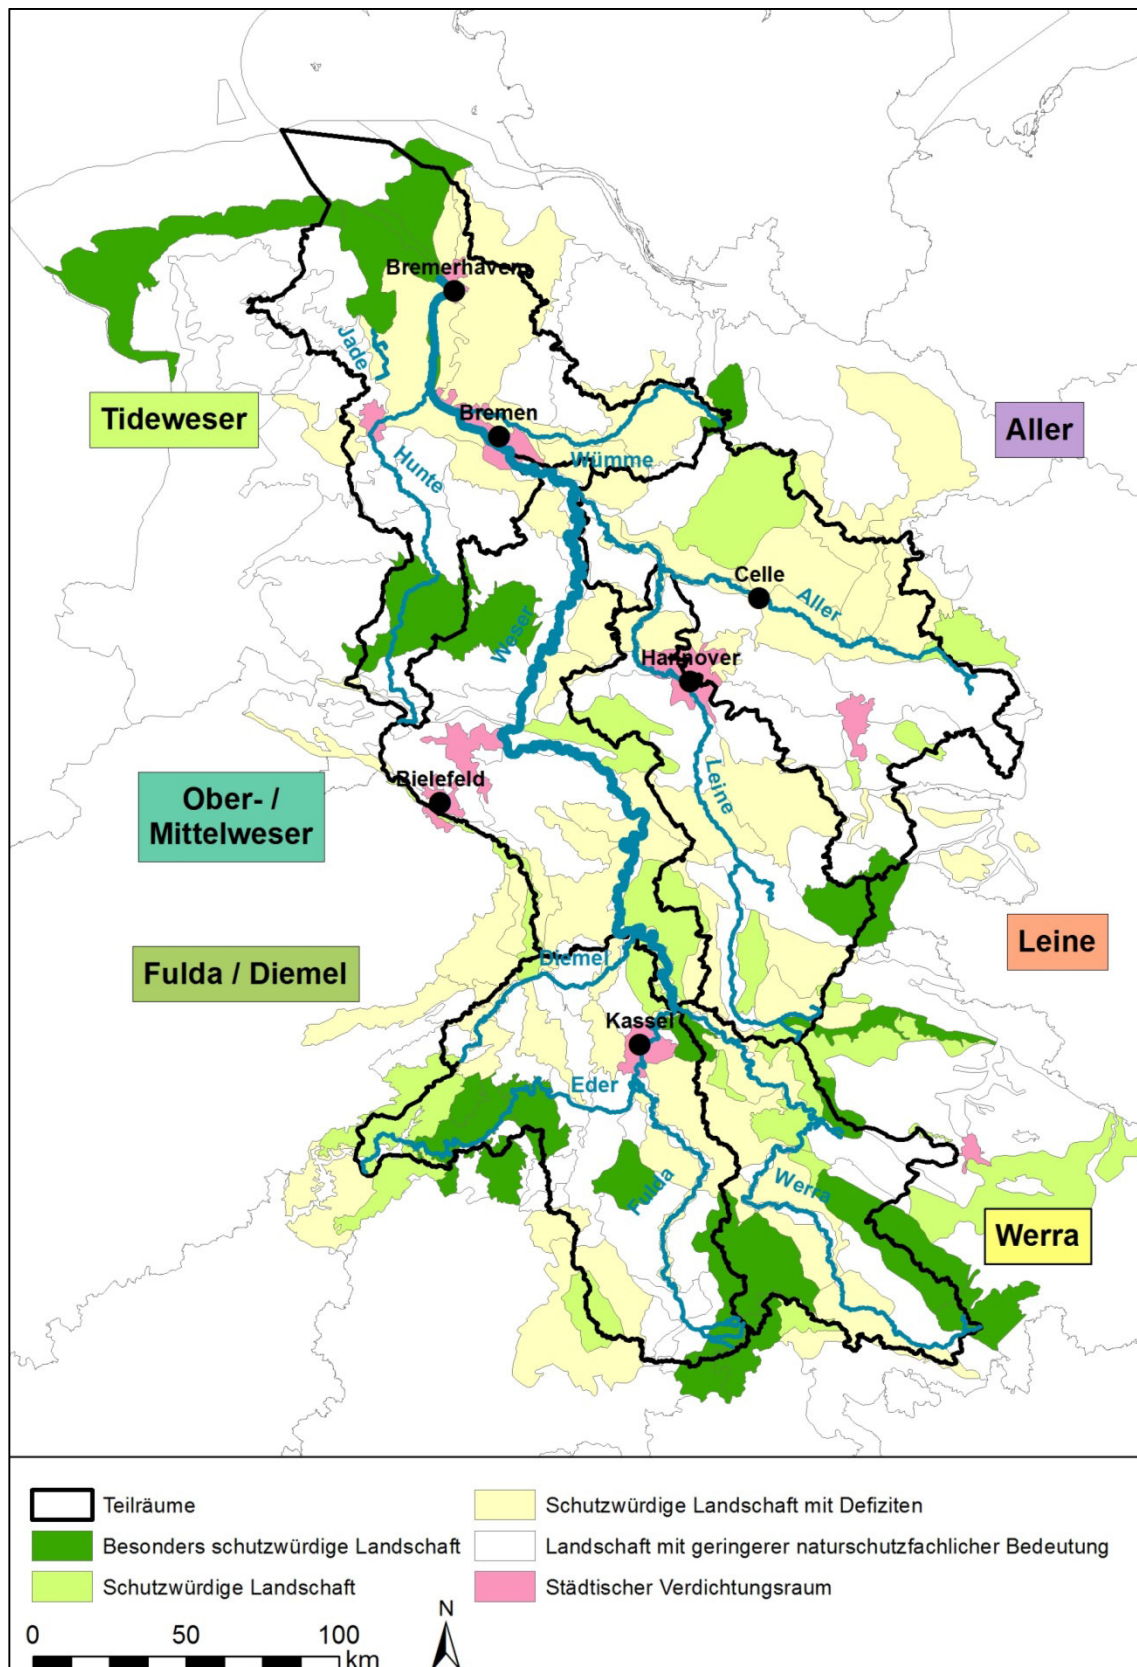 Bremerhaven
Jade
Tideweser
Bremen
Aller
Wümme
Hunte
Celle
Aller
Weser
Hannover
Bielefeld
Leine
Ober- /
Mittelweser
Leine
Fulda / Diemel
Diemel
Kassel
Eder
Fulda
Werra
Werra
Teilräume
Besonders schutzwürdige Landschaft
Schutzwürdige Landschaft
Schutzwürdige Landschaft mit Defiziten
Landschaft mit geringerer naturschutzfachlicher Bedeutung
Städtischer Verdichtungsraum
0 50 100
km
N